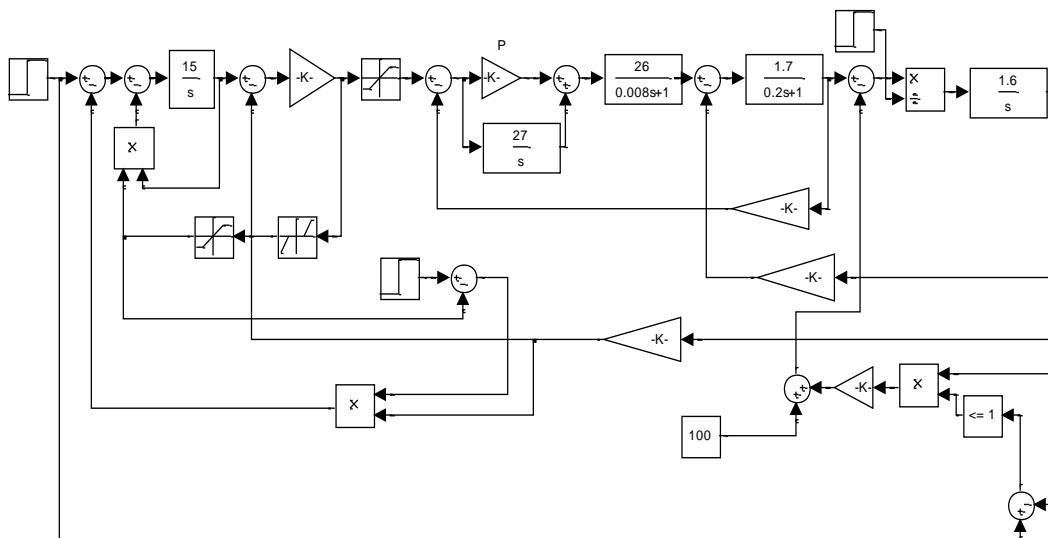 P
15
s
-K-
-K-
26
0.008s+1
1.7
0.2s+1
×
÷
1.6
s
27
s
×
-K-
-K-
-K-
×
-K-
×
<= 1
100